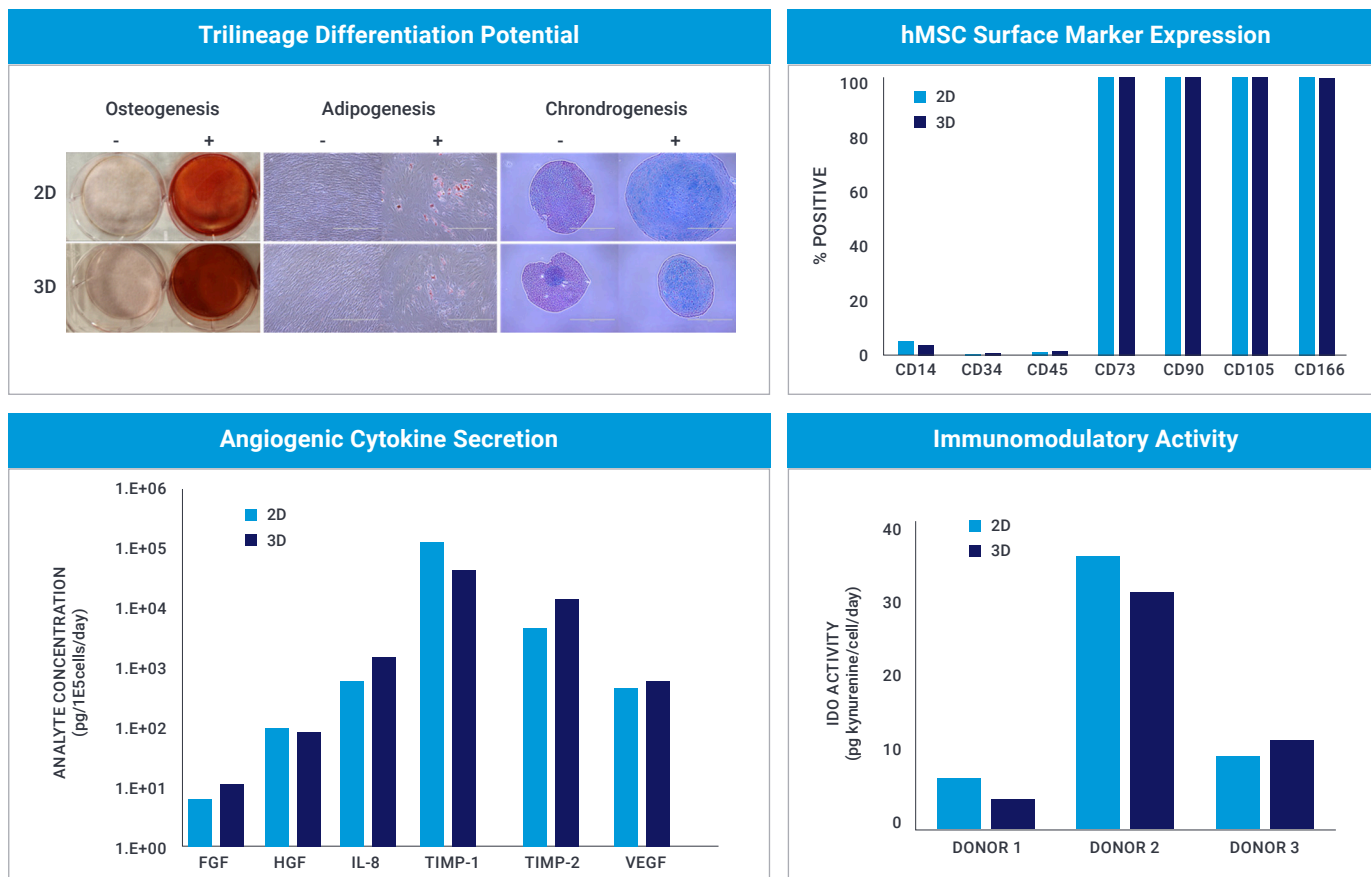 Trilineage Differentiation Potential
Osteogenesis Adipogenesis Chrondrogenesis
- + - + - +
2D
3D
hMSC Surface Marker Expression
2D
3D
% POSITIVE
100
80
60
40
20
0
CD14 CD34 CD45 CD73 CD90 CD105 CD166
Angiogenic Cytokine Secretion
2D
3D
ANALYTE CONCENTRATION
(pg/1E5cells/day)
1.E+06
1.E+05
1.E+04
1.E+03
1.E+02
1.E+01
1.E+00
FGF HGF IL-8 TIMP-1 TIMP-2 VEGF
Immunomodulatory Activity
2D
3D
IDO ACTIVITY
(pg kynurenine/cell/day)
40
30
20
10
0
DONOR 1 DONOR 2 DONOR 3